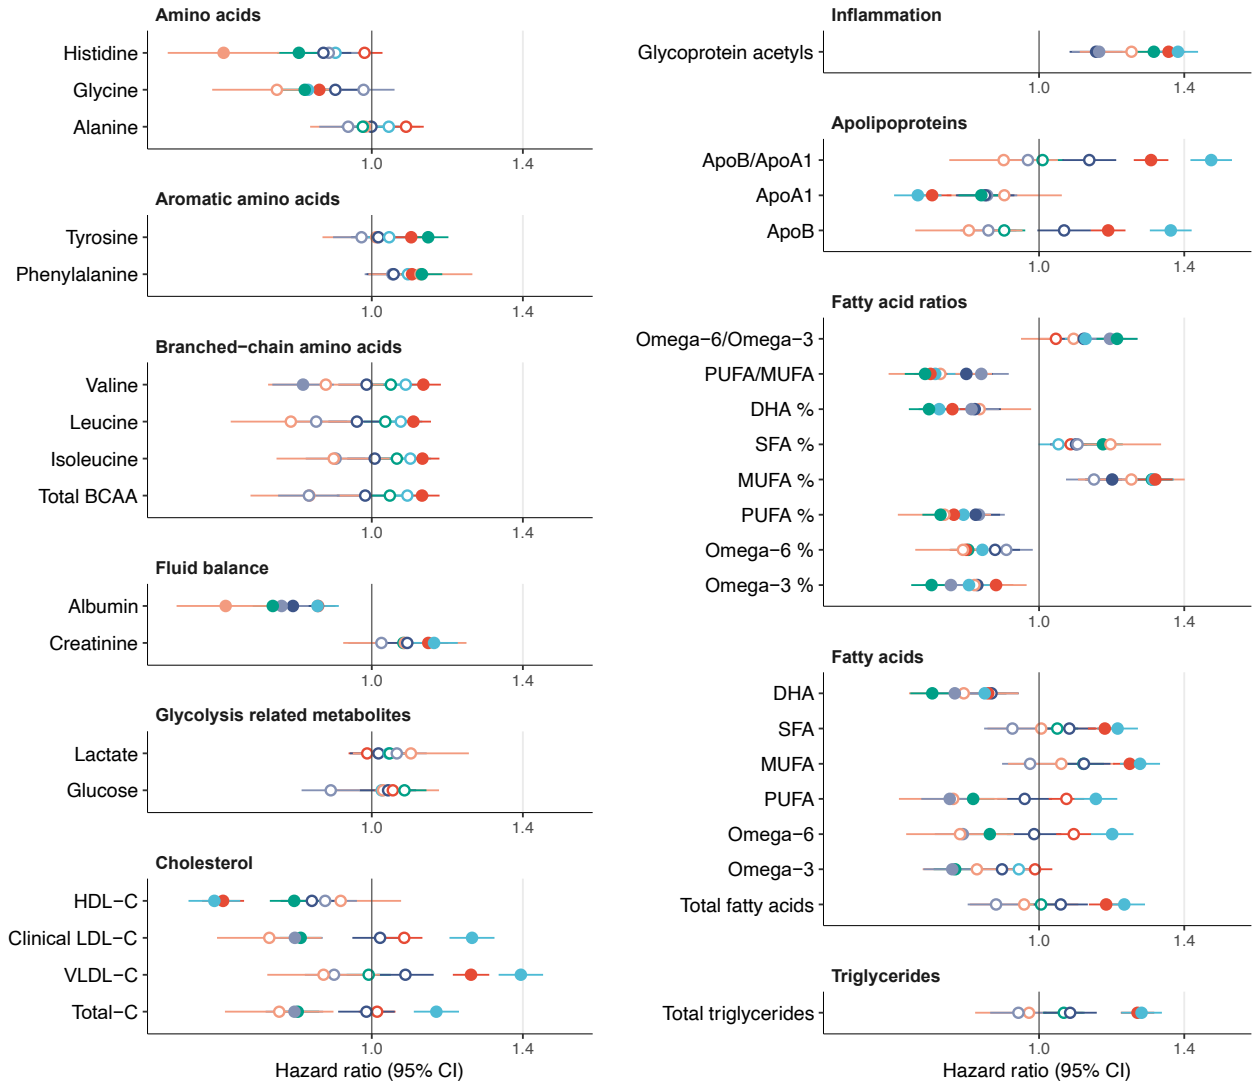 Amino acids
Histidine
Glycine
Alanine
1.0
1.4
Aromatic amino acids
Tyrosine
Phenylalanine
1.0
1.4
Branched−chain amino acids
Valine
Leucine
Isoleucine
Total BCAA
1.0
1.4
Fluid balance
Albumin
Creatinine
1.0
1.4
Glycolysis related metabolites
Lactate
Glucose
1.0
1.4
Cholesterol
HDL−C
Clinical LDL−C
VLDL−C
Total−C
1.0
1.4
Hazard ratio (95% CI)
Inflammation
Glycoprotein acetyls
1.0
1.4
Apolipoproteins
ApoB/ApoA1
ApoA1
ApoB
1.0
1.4
Fatty acid ratios
Omega−6/Omega−3
PUFA/MUFA
DHA %
SFA %
MUFA %
PUFA %
Omega−6 %
Omega−3 %
1.0
1.4
Fatty acids
DHA
SFA
MUFA
PUFA
Omega−6
Omega−3
Total fatty acids
1.0
1.4
Triglycerides
Total triglycerides
1.0
1.4
Hazard ratio (95% CI)